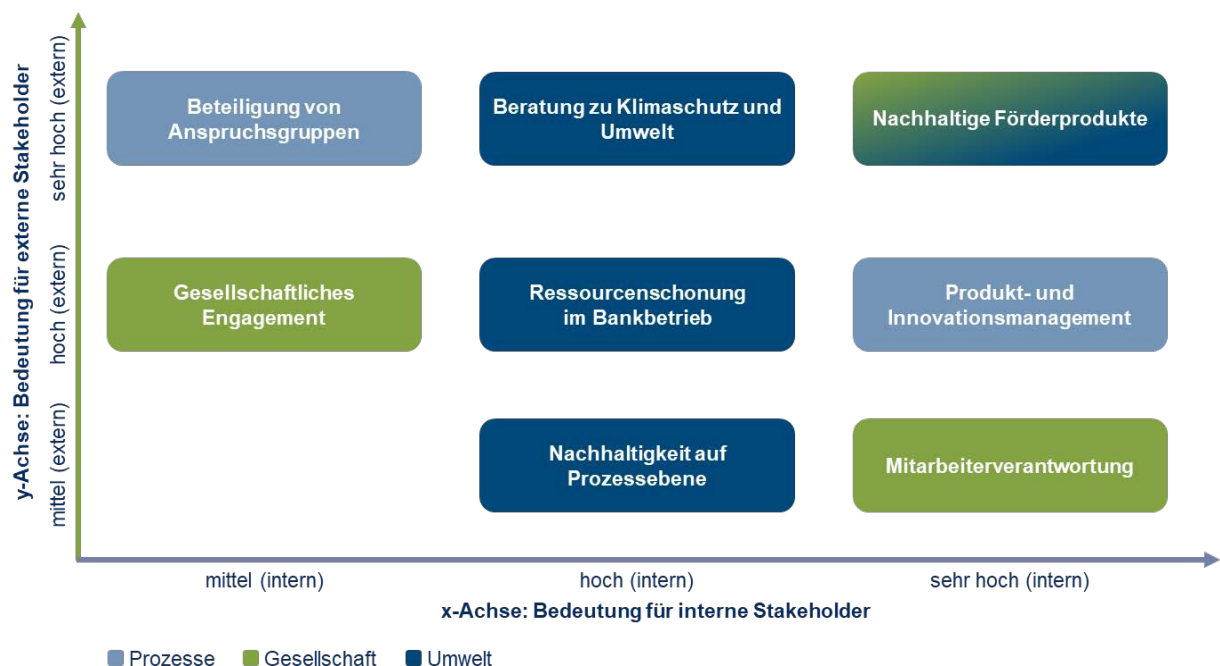 y-Achse: Bedeutung für externe Stakeholder
sehr hoch (extern)
Beteiligung von
Anspruchsgruppen
Beratung zu Klimaschutz und
Umwelt
Nachhaltige Förderprodukte
hoch (extern)
Gesellschaftliches
Engagement
Ressourcenschonung
im Bankbetrieb
Produkt- und
Innovationsmanagement
mittel (extern)
Nachhaltigkeit auf
Prozessebene
Mitarbeiterverantwortung
mittel (intern)
hoch (intern)
sehr hoch (intern)
x-Achse: Bedeutung für interne Stakeholder
Prozesse
Gesellschaft
Umwelt